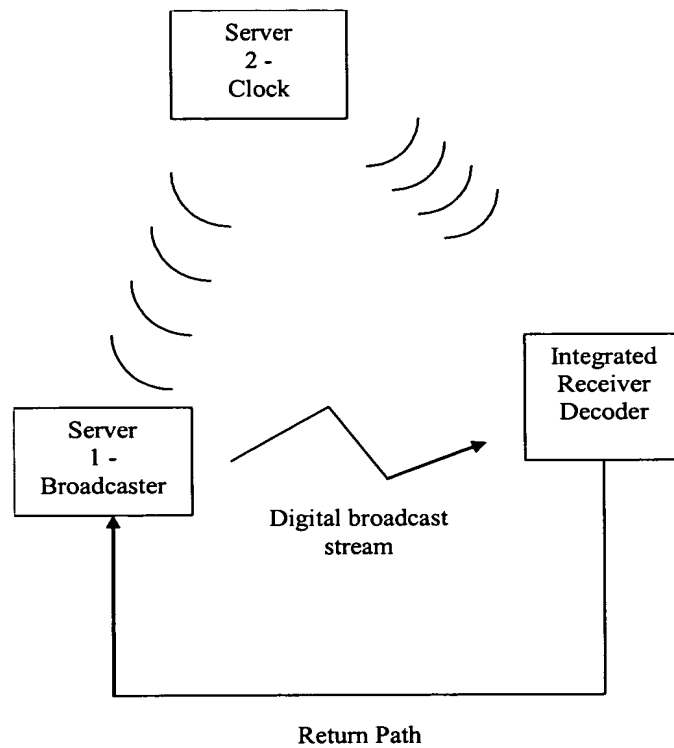 Server
2 -
Clock
Integrated
Receiver
Decoder
Server
1 -
Broadcaster
Digital broadcast
stream
Return Path